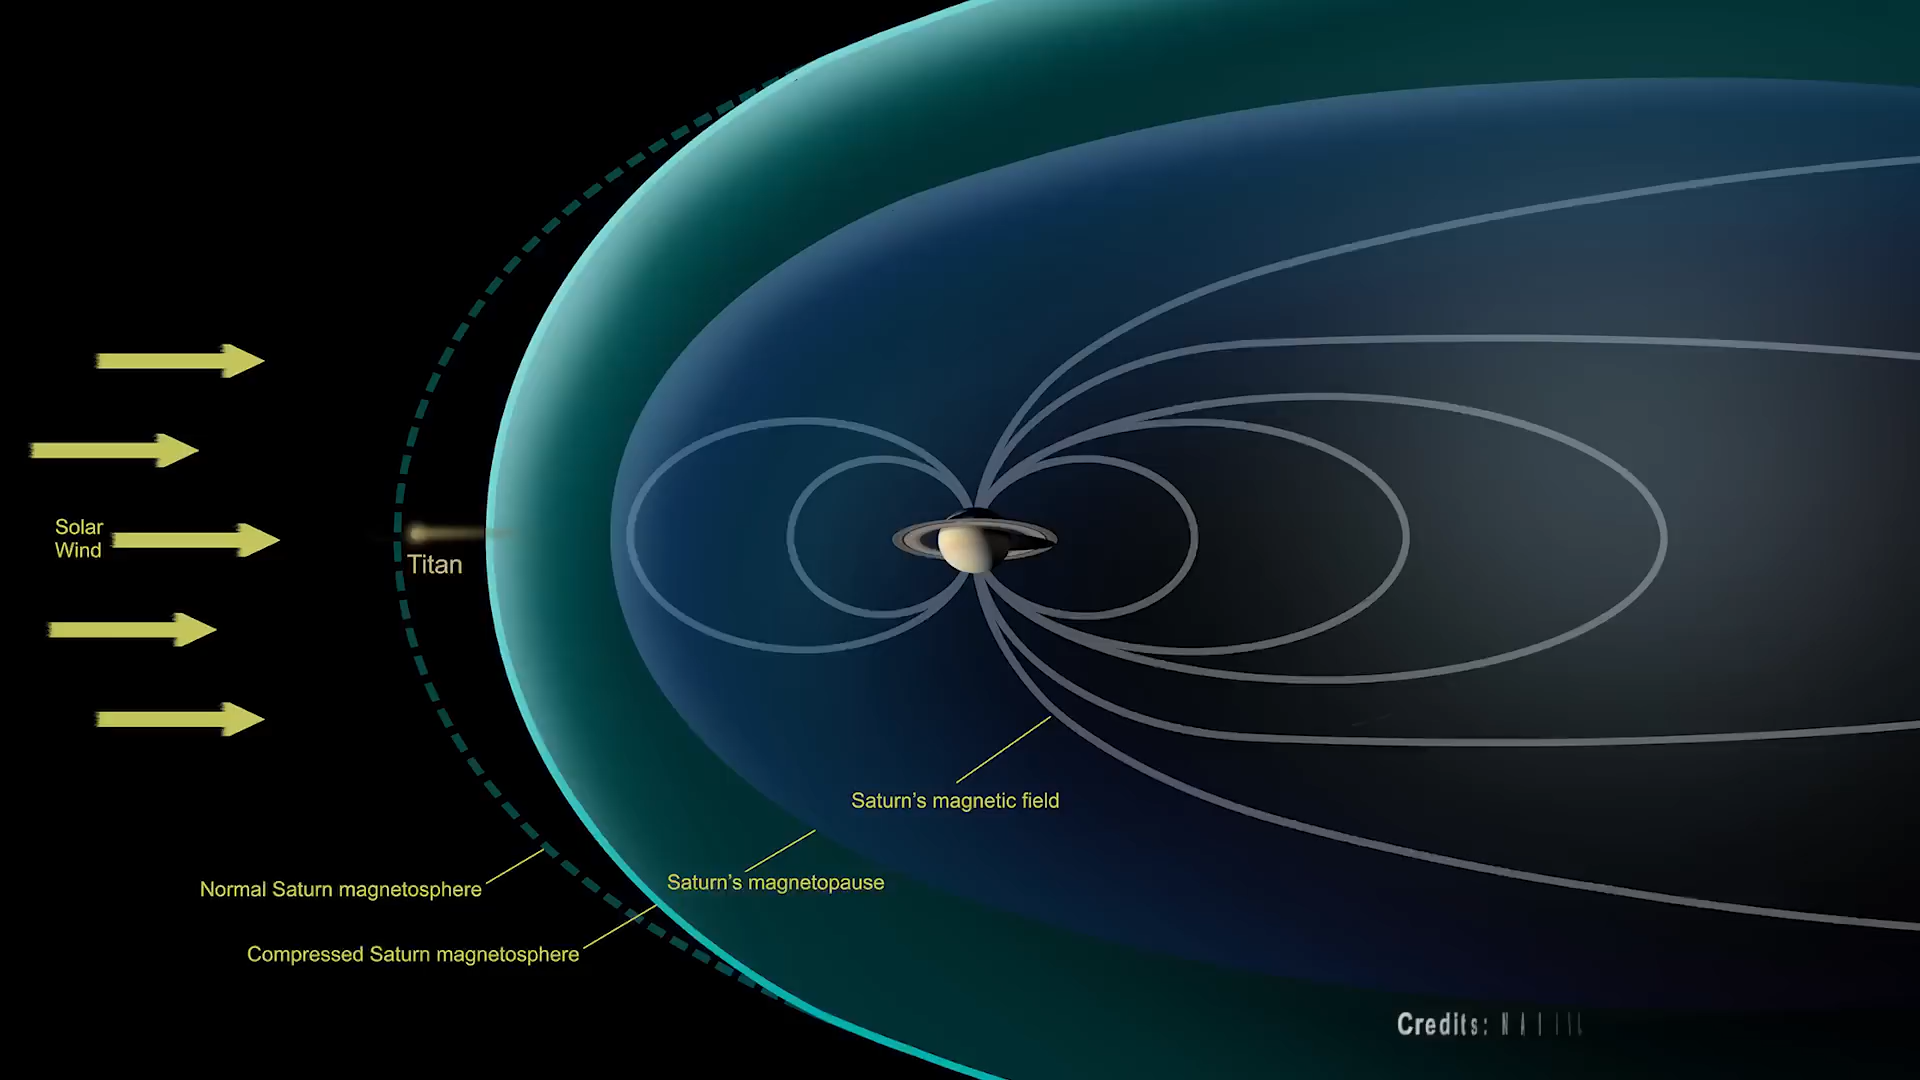 Solar
Wind
Titan
Saturn's magnetic field
Saturn's magnetopause
Normal Saturn magnetosphere
Compressed Saturn magnetosphere
Credits: